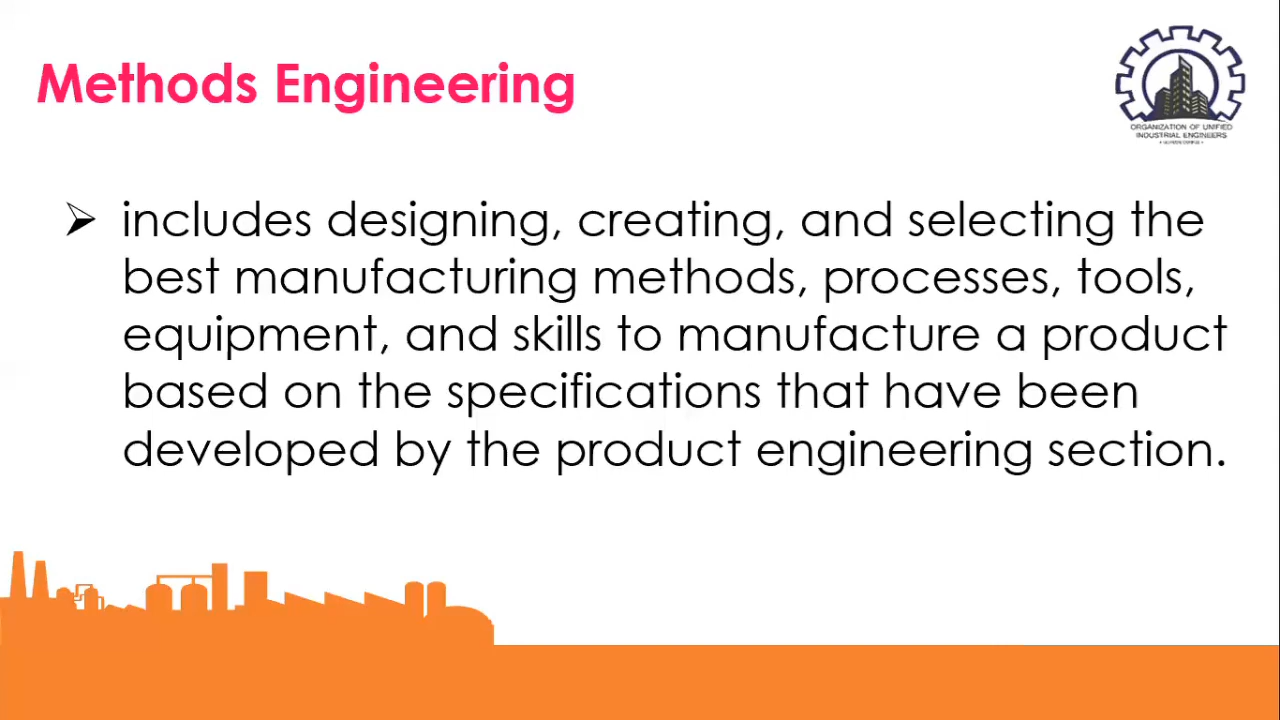 Methods Engineering
ORGANIZATION OF UNIFIED
INDUSTRIAL ENGINEERS
➢ includes designing, creating, and selecting the
best manufacturing methods, processes, tools,
equipment, and skills to manufacture a product
based on the specifications that have been
developed by the product engineering section.